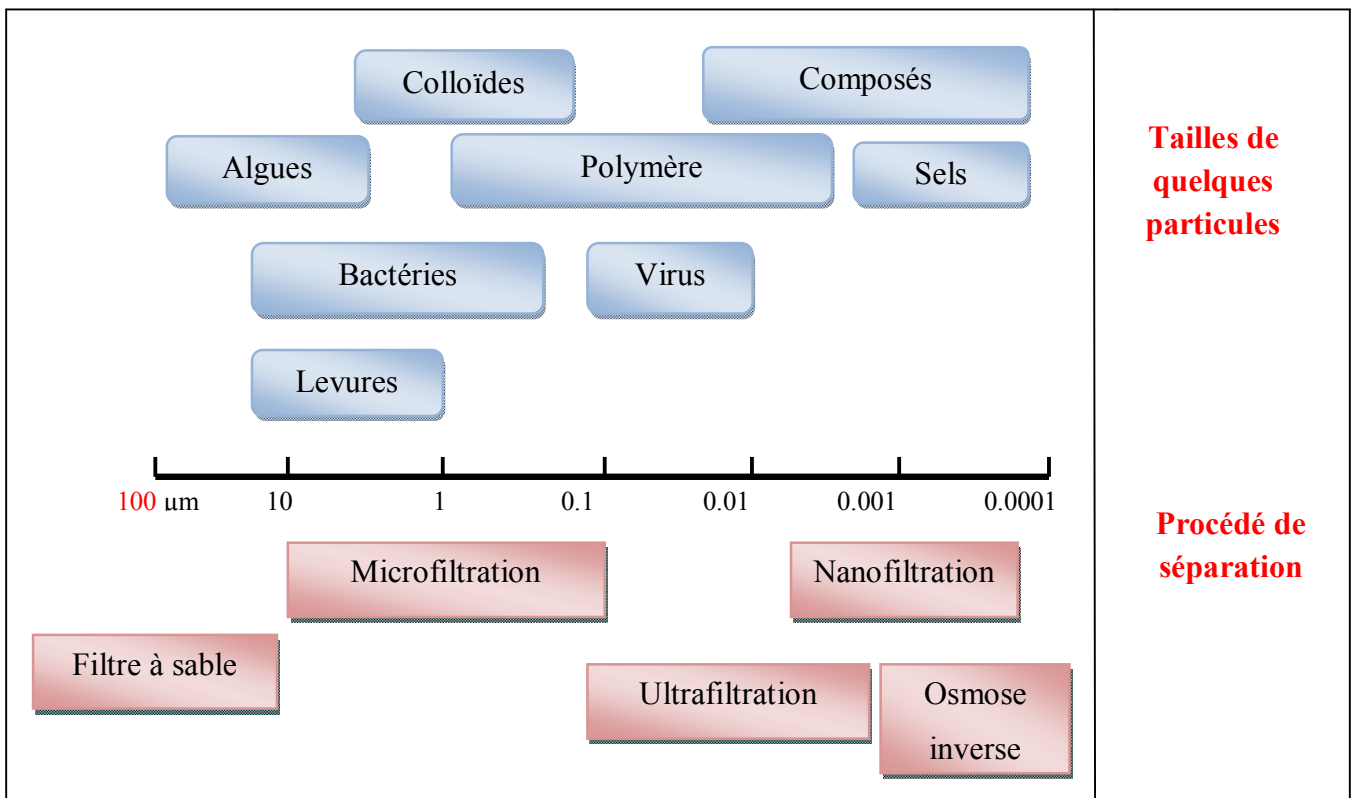 Colloïdes
Composés
Algues
Polymère
Sels
Bactéries
Virus
Levures
Tailles de
quelques
particules
100 µm 10 1 0.1 0.01 0.001 0.0001
Microfiltration
Nanofiltration
Filtre à sable
Ultrafiltration
Osmose
inverse
Procédé de
séparation